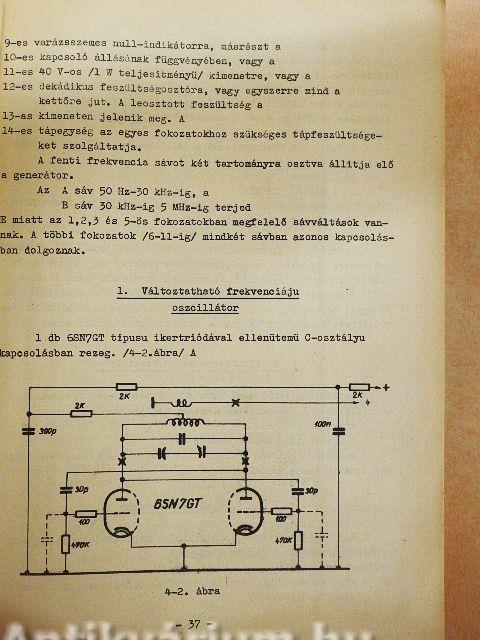 9-es varázsszemes null-indikátorra, másrészt a
10-es kapcsoló állásának függvényében, vagy a
11-es 40 V-os /1 W teljesitményü/ kimenetre, vagy a
12-es dekádikus feszültségosztóra, vagy egyszerre mind a
kettőre jut. A leosztott feszültség a
13-as kimeneten jelenik meg. A
14-es tápegység az egyes fokozatokhoz szükséges tápfeszültsége-
ket szolgáltatja.
A fenti frekvencia sávot két tartományra osztva állitja elő
a generátor.
Az A sáv 50 Hz-30 kHz-ig, a
B sáv 30 kHz-ig 5 MHz-ig terjed
E miatt az 1,2,3 és 5-ös fokozatokban megfelelő sávváltások van-
nak. A többi fokozatok /6-11-ig/ mindkét sávban azonos kapcsolás-
ban dolgoznak.
1. Változtatható frekvenciáju
oszcillátor
1 db 6SN7GT tipusu ikertriódával ellenütemü C-osztályu
kapcsolásban rezeg. /4-2.ábra/ A
2K
2K
+
4
2K
300p
100n
30p
6SN7GT
30p
100
100
470K
470K
4-2. ábra
- 37 -
Antikvárium.hu